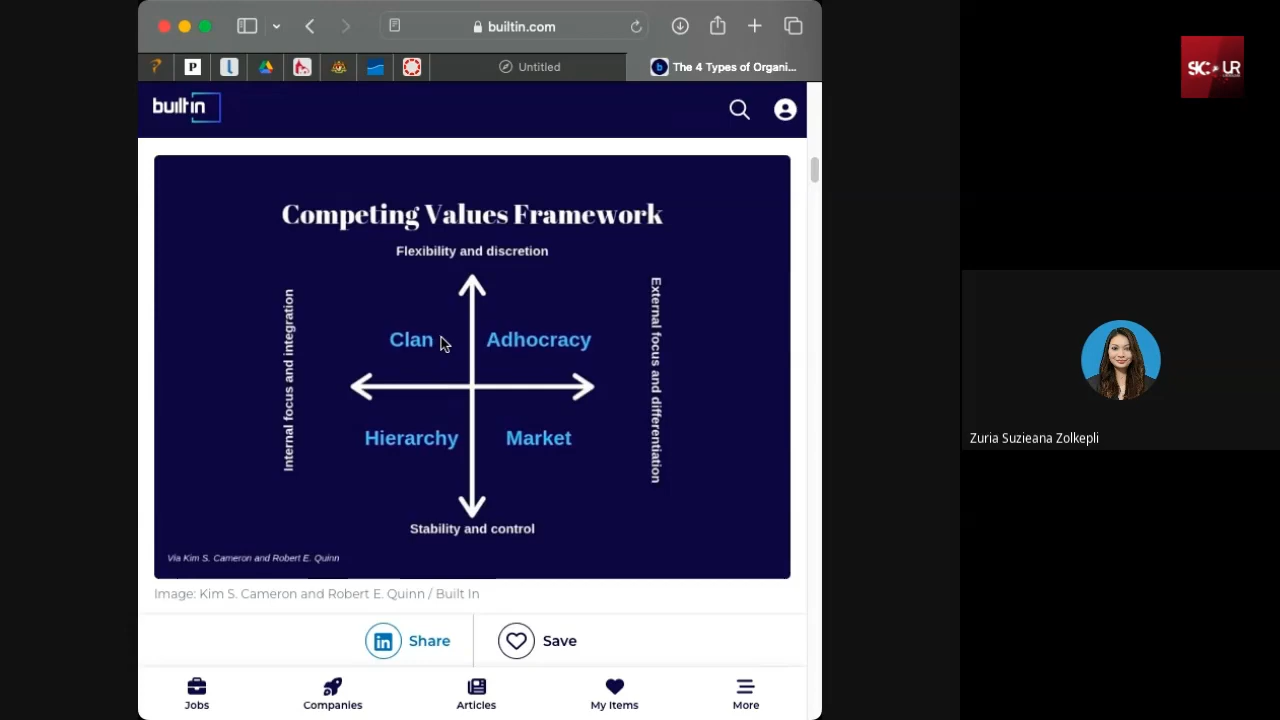 builtin.com
P
Untitled
The 4 Types of Organi...
builtin
Competing Values Framework
Flexibility and discretion
Internal focus and integration
External focus and differentiation
Clan
Adhocracy
Hierarchy
Market
Stability and control
Via Kim S. Cameron and Robert E. Quinn
Image: Kim S. Cameron and Robert E. Quinn / Built In
in Share
Save
Jobs
Companies
Articles
My Items
More
Zuria Suzieana Zolkepli